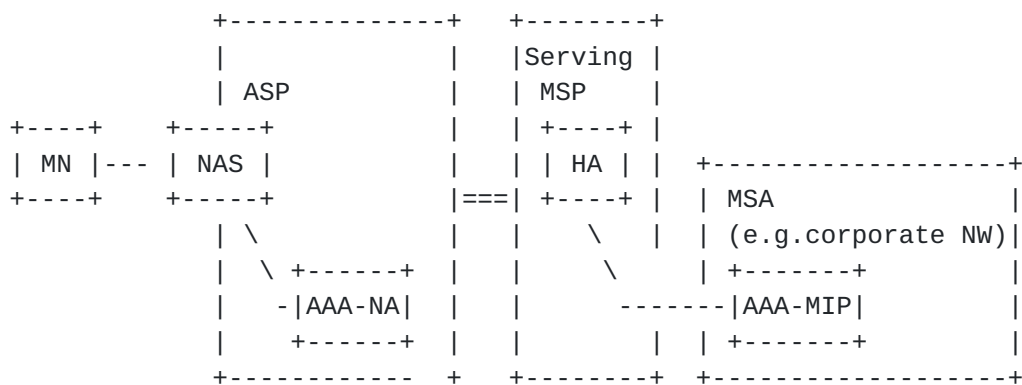 Serving
ASP MSP
MN NAS HA
MSA
(e.g.corporate NW)
AAA-NA AAA-MIP